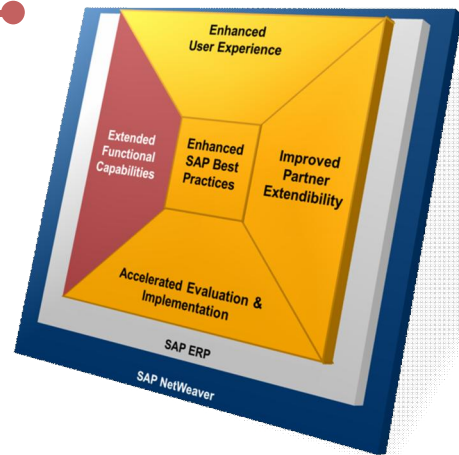 Enhanced
User Experience
Extended
Functional
Capabilities
Enhanced
SAP Best
Practices
Improved
Partner
Extendibility
Accelerated Evaluation &
Implementation
SAP ERP
SAP NetWeaver